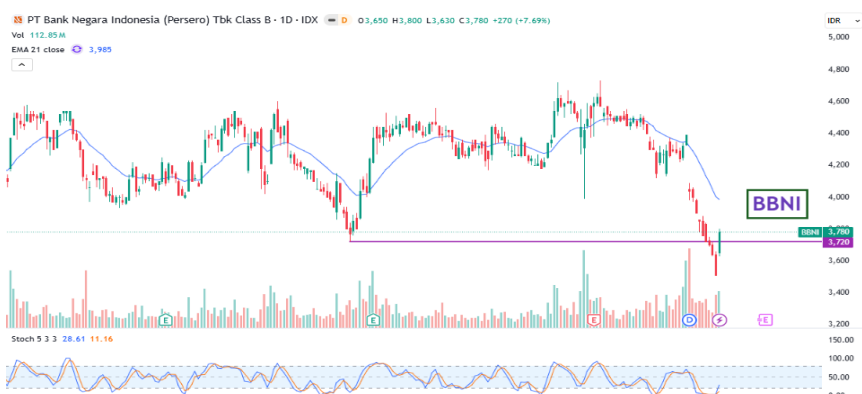 PT Bank Negara Indonesia (Persero) Tbk Class B · 1D · IDX D O3,650 H3,800 L3,630 C3,780 +270 (+7.69%) IDR
Vol 112.85M
EMA 21 close 3,985
5,000
4,800
4,600
4,400
4,200
4,000
BBNI
BBNI 3,780
3,720
3,600
3,400
3,200
E E E D E
Stoch 5 3 3 28.61 11.16
150.00
100.00
50.00